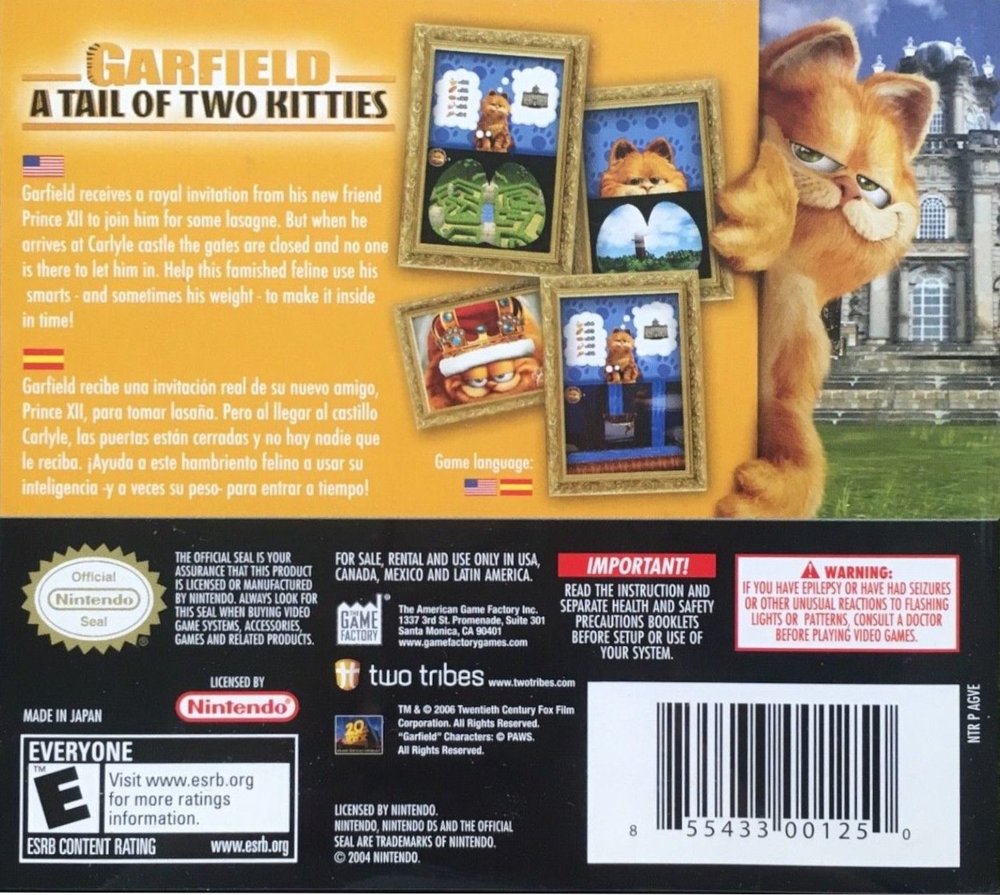 GARFIELD
A TAIL OF TWO KITTIES
Garfield receives a royal invitation from his new friend
Prince XII to join him for some lasagne. But when he
arrives at Carlyle castle the gates are closed and no one
is there to let him in. Help this famished feline use his
smarts - and sometimes his weight - to make it inside
in time!
Garfield recibe una invitación real de su nuevo amigo,
Prince XII, para tomar lasaña. Pero al llegar al castillo
Carlyle, las puertas están cerradas y no hay nadie que
le reciba. ¡Ayuda a este hambriento felino a usar su
inteligencia -y a veces su peso- para entrar a tiempo!
Game language:
Official
Nintendo
Seal
®
THE OFFICIAL SEAL IS YOUR
ASSURANCE THAT THIS PRODUCT
IS LICENSED OR MANUFACTURED
BY NINTENDO. ALWAYS LOOK FOR
THIS SEAL WHEN BUYING VIDEO
GAME SYSTEMS, ACCESSORIES,
GAMES AND RELATED PRODUCTS.
LICENSED BY
Nintendo®
MADE IN JAPAN
EVERYONE
TM
E
Visit www.esrb.org
for more ratings
information.
ESRB CONTENT RATING www.esrb.org
FOR SALE, RENTAL AND USE ONLY IN USA,
CANADA, MEXICO AND LATIN AMERICA.
THE
GAME
FACTORY
®
The American Game Factory Inc.
1337 3rd St. Promenade, Suite 301
Santa Monica, CA 90401
www.gamefactorygames.com
two tribes www.twotribes.com
20
TM & © 2006 Twentieth Century Fox Film
Corporation. All Rights Reserved.
"Garfield" Characters: © PAWS.
All Rights Reserved.
LICENSED BY NINTENDO.
NINTENDO, NINTENDO DS AND THE OFFICIAL
SEAL ARE TRADEMARKS OF NINTENDO.
© 2004 NINTENDO.
IMPORTANT!
READ THE INSTRUCTION AND
SEPARATE HEALTH AND SAFETY
PRECAUTIONS BOOKLETS
BEFORE SETUP OR USE OF
YOUR SYSTEM.
WARNING:
IF YOU HAVE EPILEPSY OR HAVE HAD SEIZURES
OR OTHER UNUSUAL REACTIONS TO FLASHING
LIGHTS OR PATTERNS, CONSULT A DOCTOR
BEFORE PLAYING VIDEO GAMES.
NTR P AGVE
8 55433 00125 0